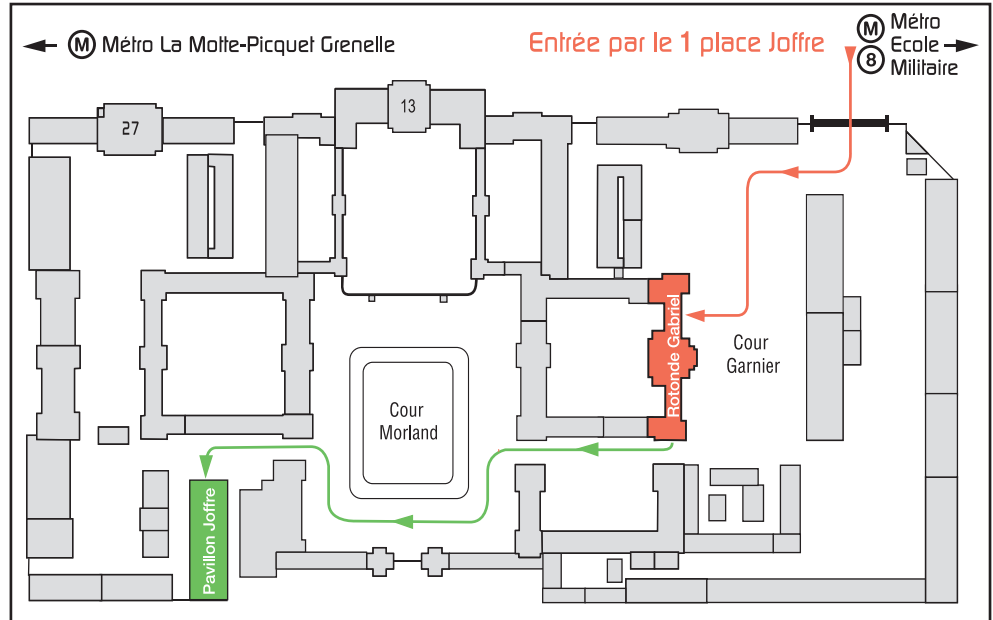 M Métro La Motte-Picquet Grenelle
Entrée par le 1 place Joffre
M Métro
8 Ecole
Militaire
27
13
Rotonde Gabriel
Cour
Garnier
Cour
Morland
Pavillon Joffre